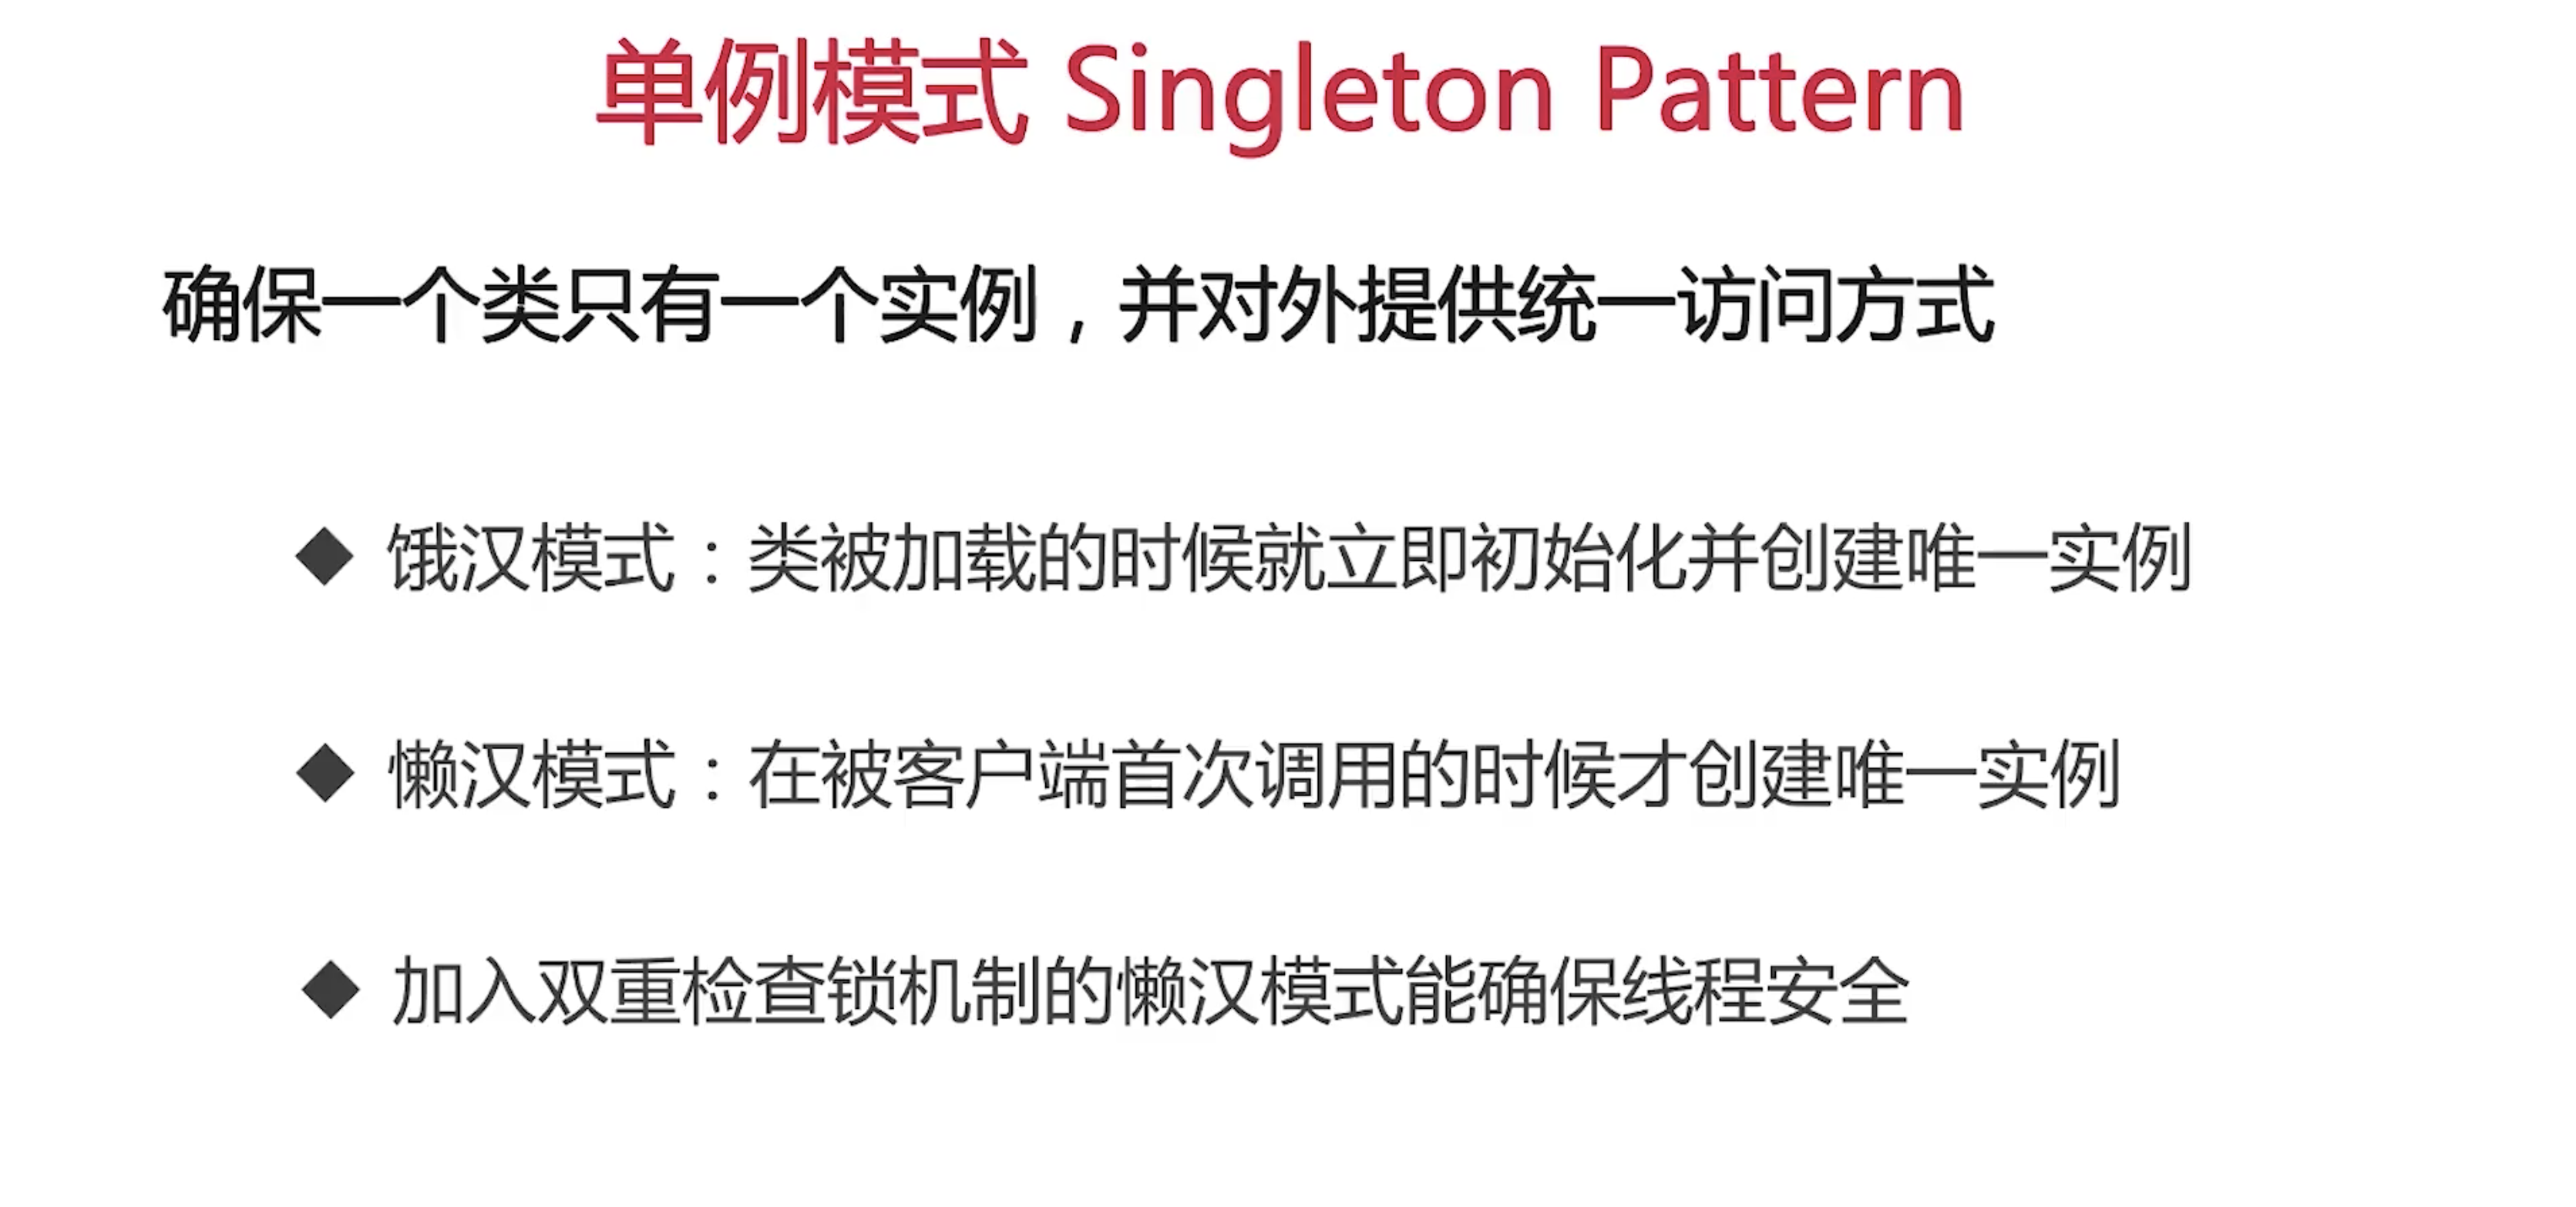 单例模式 Singleton Pattern
确保一个类只有一个实例，并对外提供统一访问方式
◆ 饿汉模式：类被加载的时候就立即初始化并创建唯一实例
◆ 懒汉模式：在被客户端首次调用的时候才创建唯一实例
◆ 加入双重检查锁机制的懒汉模式能确保线程安全